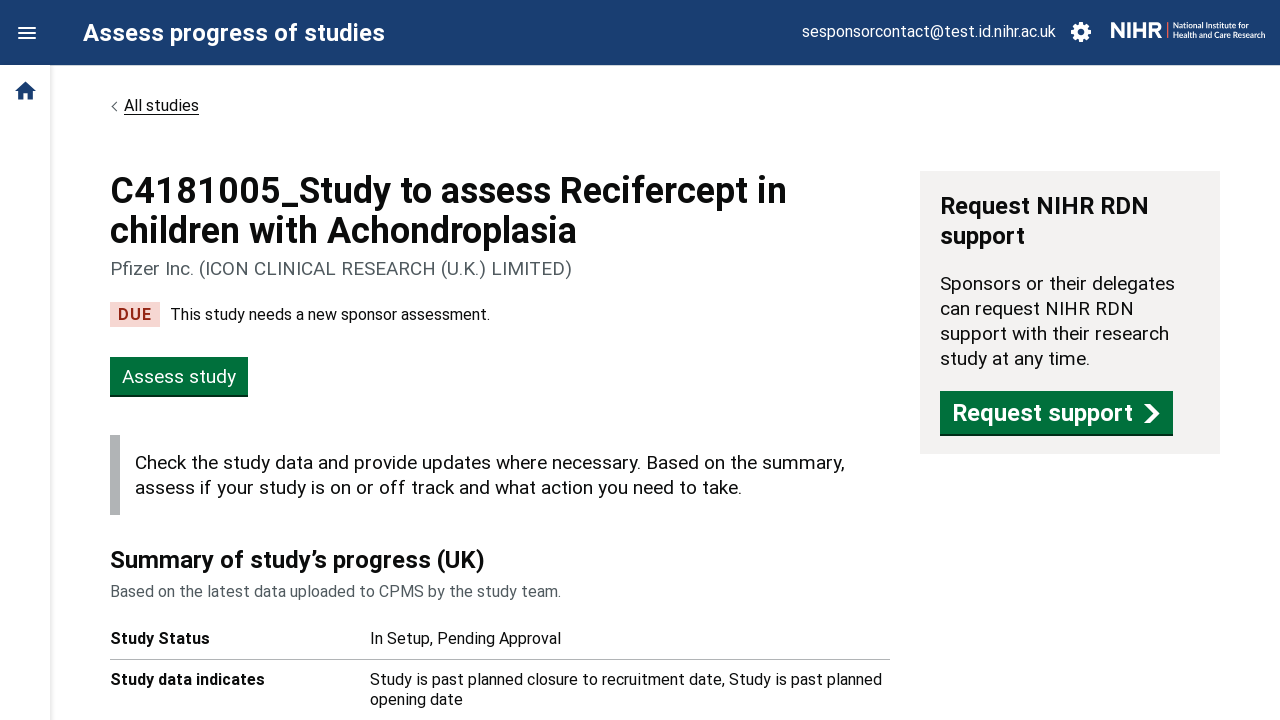 Assess progress of studies
sesponsorcontact@test.id.nihr.ac.uk
NIHR | National Institute for
Health and Care Research
All studies
C4181005_Study to assess Recifercept in
children with Achondroplasia
Pfizer Inc. (ICON CLINICAL RESEARCH (U.K.) LIMITED)
DUE This study needs a new sponsor assessment.
Assess study
Check the study data and provide updates where necessary. Based on the summary,
assess if your study is on or off track and what action you need to take.
Summary of study’s progress (UK)
Based on the latest data uploaded to CPMS by the study team.
Study Status In Setup, Pending Approval
Study data indicates Study is past planned closure to recruitment date, Study is past planned
opening date
Request NIHR RDN
support
Sponsors or their delegates
can request NIHR RDN
support with their research
study at any time.
Request support